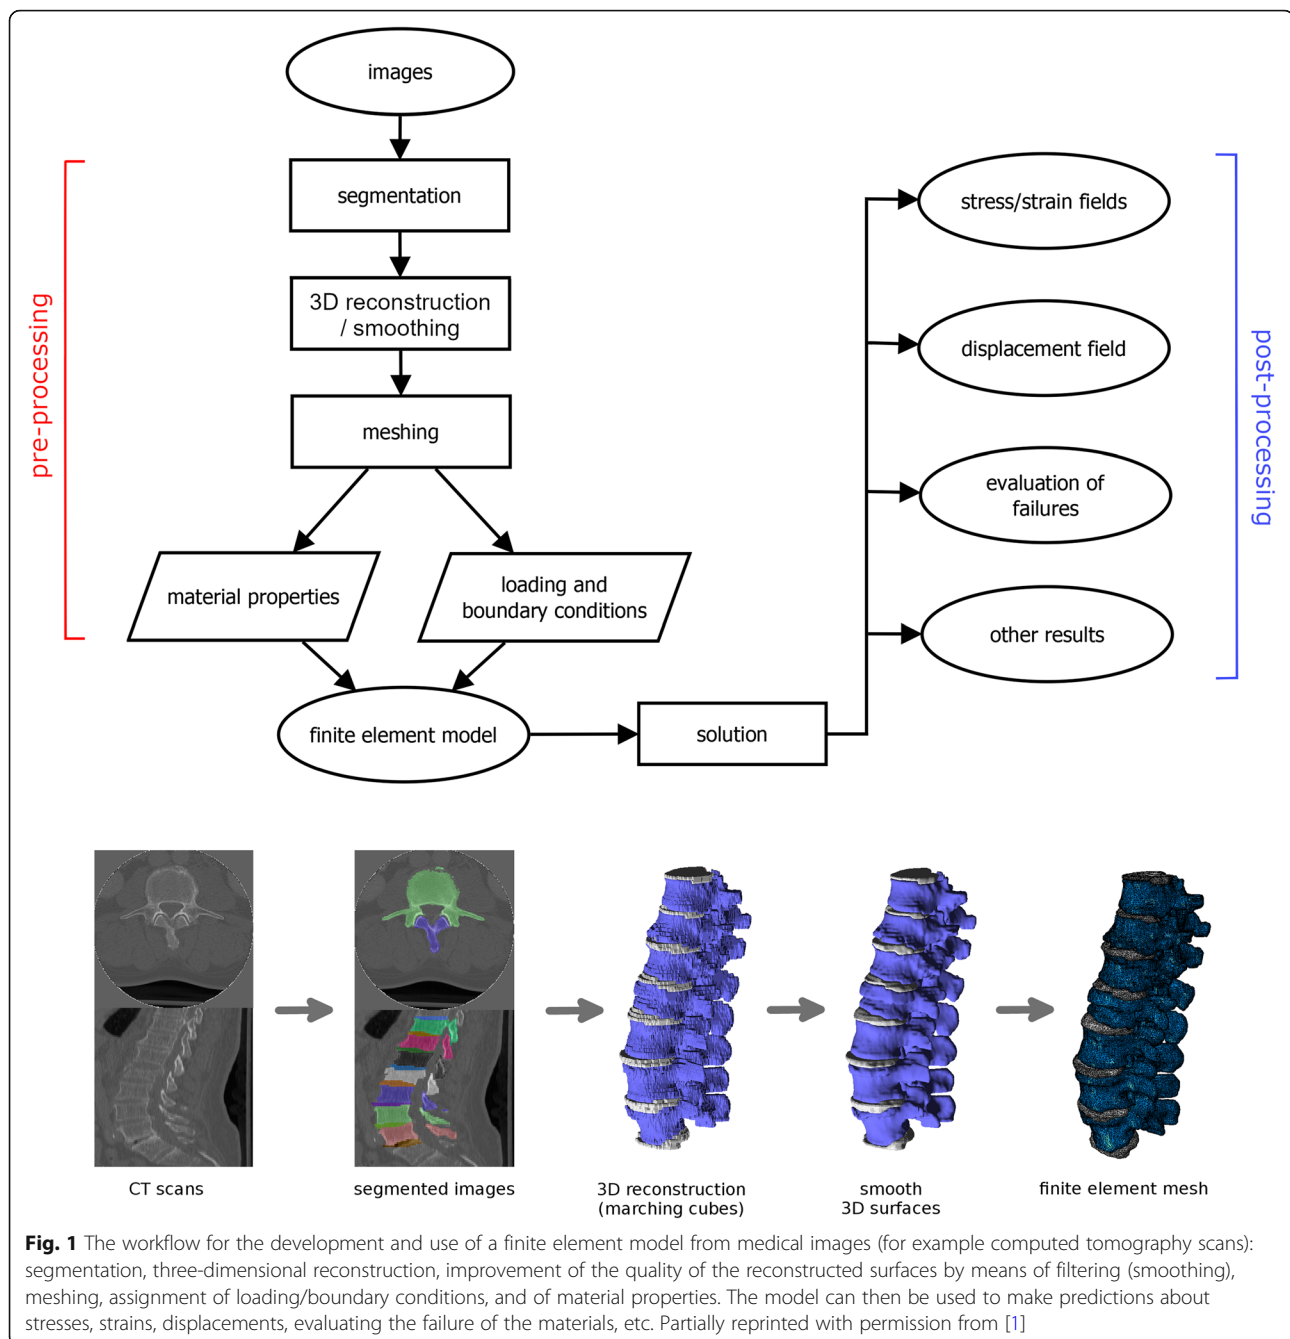 images
segmentation
3D reconstruction
/ smoothing
meshing
material properties
loading and
boundary conditions
finite element model
solution
pre-processing
stress/strain fields
displacement field
evaluation of
failures
other results
post-processing
CT scans
segmented images
3D reconstruction
(marching cubes)
smooth
3D surfaces
finite element mesh
Fig. 1 The workflow for the development and use of a finite element model from medical images (for example computed tomography scans):
segmentation, three-dimensional reconstruction, improvement of the quality of the reconstructed surfaces by means of filtering (smoothing),
meshing, assignment of loading/boundary conditions, and of material properties. The model can then be used to make predictions about
stresses, strains, displacements, evaluating the failure of the materials, etc. Partially reprinted with permission from [1]